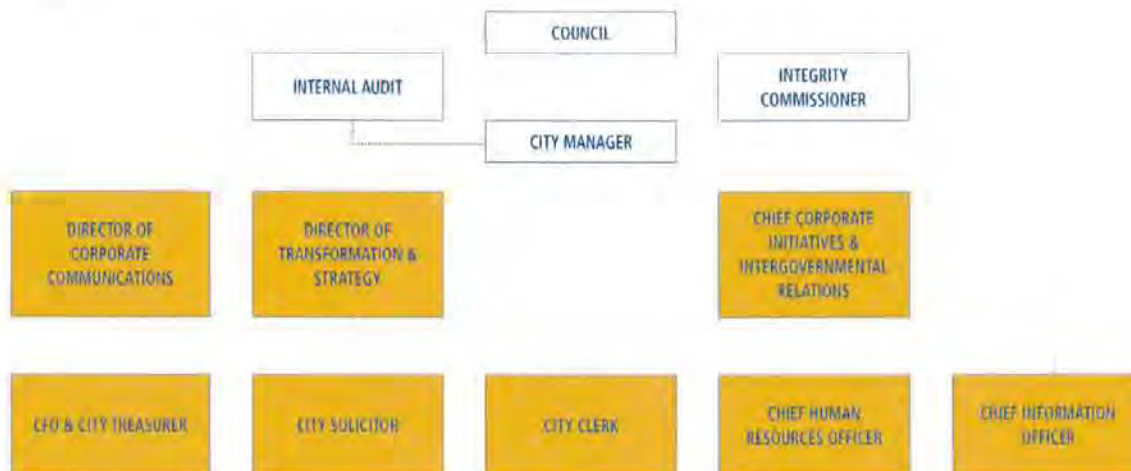 COUNCIL
INTERNAL AUDIT
INTEGRITY
COMMISSIONER
CITY MANAGER
DIRECTOR OF
CORPORATE
COMMUNICATIONS
DIRECTOR OF
TRANSFORMATION &
STRATEGY
CHIEF CORPORATE
INITIATIVES &
INTERGOVERNMENTAL
RELATIONS
CFO & CITY TREASURER
CITY SOLICITOR
CITY CLERK
CHIEF HUMAN
RESOURCES OFFICER
CHIEF INFORMATION
OFFICER